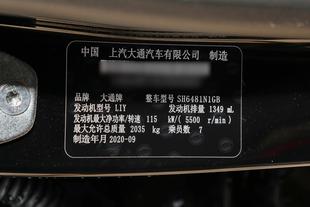 中国 上汽大通汽车有限公司 制造
品牌 大通牌 整车型号 SH6481N1GB
发动机型号 LIY 发动机排量 1349 mL
发动机最大净功率/转速 115 kW/( 5500 r/min)
最大允许总质量 2035 kg 乘员数 7
制造年月 2020-09